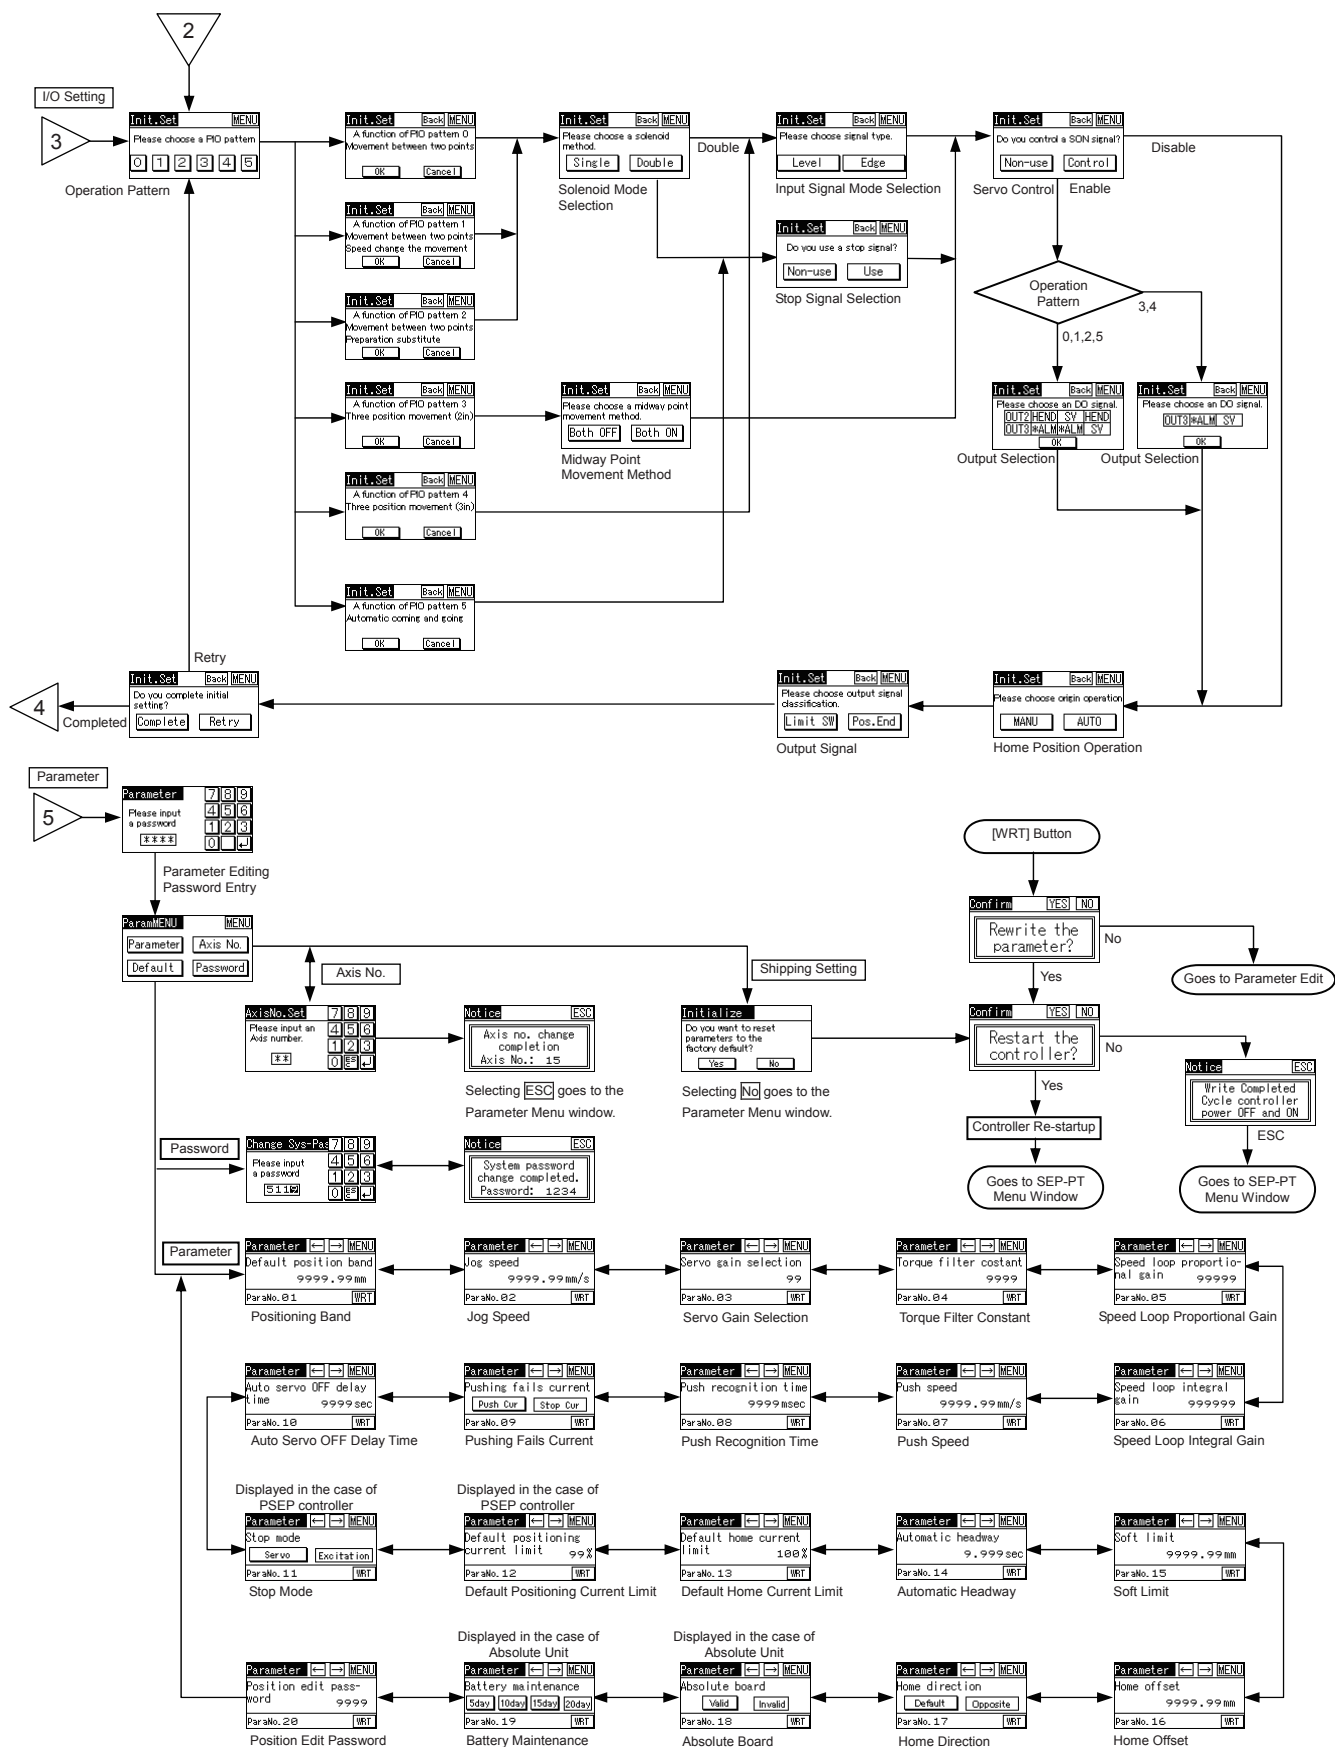 2
I/O Setting
3
Init.Set MENU
Please choose a PIO pattern
0 1 2 3 4 5
Operation Pattern
Init.Set Back MENU
A function of PIO pattern 0
Movement between two points
OK Cancel
Init.Set Back MENU
A function of PIO pattern 1
Movement between two points
Speed change the movement
OK Cancel
Init.Set Back MENU
A function of PIO pattern 2
Movement between two points
Preparation substitute
OK Cancel
Init.Set Back MENU
A function of PIO pattern 3
Three position movement (2in)
OK Cancel
Init.Set Back MENU
A function of PIO pattern 4
Three position movement (3in)
OK Cancel
Init.Set Back MENU
A function of PIO pattern 5
Automatic coming and going
OK Cancel
Init.Set Back MENU
Please choose a solenoid
method.
Single Double
Solenoid Mode
Selection
Double
Init.Set Back MENU
Please choose signal type.
Level Edge
Input Signal Mode Selection
Init.Set Back MENU
Do you use a stop signal?
Non-use Use
Stop Signal Selection
Init.Set Back MENU
Please choose a midway point
movement method.
Both OFF Both ON
Midway Point
Movement Method
Init.Set Back MENU
Do you control a SON signal?
Non-use Control
Servo Control
Enable
Disable
Operation
Pattern
3,4
0,1,2,5
Init.Set Back MENU
Please choose an DO signal.
OUT2 HEND SV HEND
OUT3 *ALM *ALM SV
OK
Output Selection
Init.Set Back MENU
Please choose an DO signal.
OUT3 *ALM SV
OK
Output Selection
Retry
4
Completed
Init.Set Back MENU
Do you complete initial
setting?
Complete Retry
Init.Set Back MENU
Please choose output signal
classification.
Limit SW Pos.End
Output Signal
Init.Set Back MENU
Please choose origin operation
MANU AUTO
Home Position Operation
Parameter
5
Parameter
Please input
a password
****
7 8 9
4 5 6
1 2 3
0 ↵
Parameter Editing
Password Entry
ParamMENU MENU
Parameter Axis No.
Default Password
Axis No.
AxisNo.Set
Please input an
Axis number.
**
7 8 9
4 5 6
1 2 3
0 ES ↵
Notice ESC
Axis no. change
completion
Axis No.: 15
Selecting ESC goes to the
Parameter Menu window.
Shipping Setting
Initialize
Do you want to reset
parameters to the
factory default?
Yes No
Selecting No goes to the
Parameter Menu window.
[WRT] Button
Confirm YES NO
Rewrite the
parameter?
No
Goes to Parameter Edit
Yes
Confirm YES NO
Restart the
controller?
No
Notice ESC
Write Completed
Cycle controller
power OFF and ON
ESC
Yes
Controller Re-startup
Goes to SEP-PT
Menu Window
Goes to SEP-PT
Menu Window
Password
Change Sys-Pas
Please input
a password
511
7 8 9
4 5 6
1 2 3
0 ES ↵
Notice ESC
System password
change completed.
Password: 1234
Parameter
Parameter ← → MENU
Default position band
9999.99mm
ParaNo.01 WRT
Positioning Band
Parameter ← → MENU
Jog speed
9999.99mm/s
ParaNo.02 WRT
Jog Speed
Parameter ← → MENU
Servo gain selection
99
ParaNo.03 WRT
Servo Gain Selection
Parameter ← → MENU
Torque filter costant
9999
ParaNo.04 WRT
Torque Filter Constant
Parameter ← → MENU
Speed loop proportio-
nal gain 99999
ParaNo.05 WRT
Speed Loop Proportional Gain
Parameter ← → MENU
Auto servo OFF delay
time 9999sec
ParaNo.10 WRT
Auto Servo OFF Delay Time
Parameter ← → MENU
Pushing fails current
Push Cur Stop Cur
ParaNo.09 WRT
Pushing Fails Current
Parameter ← → MENU
Push recognition time
9999msec
ParaNo.08 WRT
Push Recognition Time
Parameter ← → MENU
Push speed
9999.99mm/s
ParaNo.07 WRT
Push Speed
Parameter ← → MENU
Speed loop integral
gain 999999
ParaNo.06 WRT
Speed Loop Integral Gain
Displayed in the case of
PSEP controller
Parameter ← → MENU
Stop mode
Servo Excitation
ParaNo.11 WRT
Stop Mode
Displayed in the case of
PSEP controller
Parameter ← → MENU
Default positioning
current limit 99%
ParaNo.12 WRT
Default Positioning Current Limit
Parameter ← → MENU
Default home current
limit 100%
ParaNo.13 WRT
Default Home Current Limit
Parameter ← → MENU
Automatic headway
9.999sec
ParaNo.14 WRT
Automatic Headway
Parameter ← → MENU
Soft limit
9999.99mm
ParaNo.15 WRT
Soft Limit
Parameter ← → MENU
Position edit pass-
word 9999
ParaNo.20 WRT
Position Edit Password
Displayed in the case of
Absolute Unit
Parameter ← → MENU
Battery maintenance
5day 10day 15day 20day
ParaNo.19 WRT
Battery Maintenance
Displayed in the case of
Absolute Unit
Parameter ← → MENU
Absolute board
Valid Invalid
ParaNo.18 WRT
Absolute Board
Parameter ← → MENU
Home direction
Default Opposite
ParaNo.17 WRT
Home Direction
Parameter ← → MENU
Home offset
9999.99mm
ParaNo.16 WRT
Home Offset